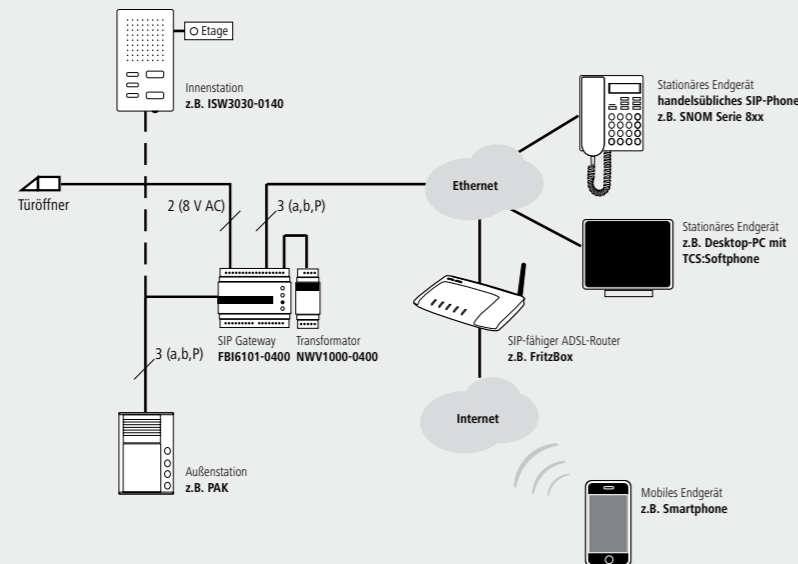 Etage
Innenstation
z.B. ISW3030-0140
Stationäres Endgerät
handelsübliches SIP-Phone
z.B. SNOM Serie 8xx
Türöffner
2 (8 V AC)
3 (a,b,P)
Ethernet
Stationäres Endgerät
z.B. Desktop-PC mit
TCS:Softphone
SIP Gateway
FBI6101-0400
Transformator
NWV1000-0400
SIP-fähiger ADSL-Router
z.B. FritzBox
3 (a,b,P)
Internet
Außenstation
z.B. PAK
Mobiles Endgerät
z.B. Smartphone